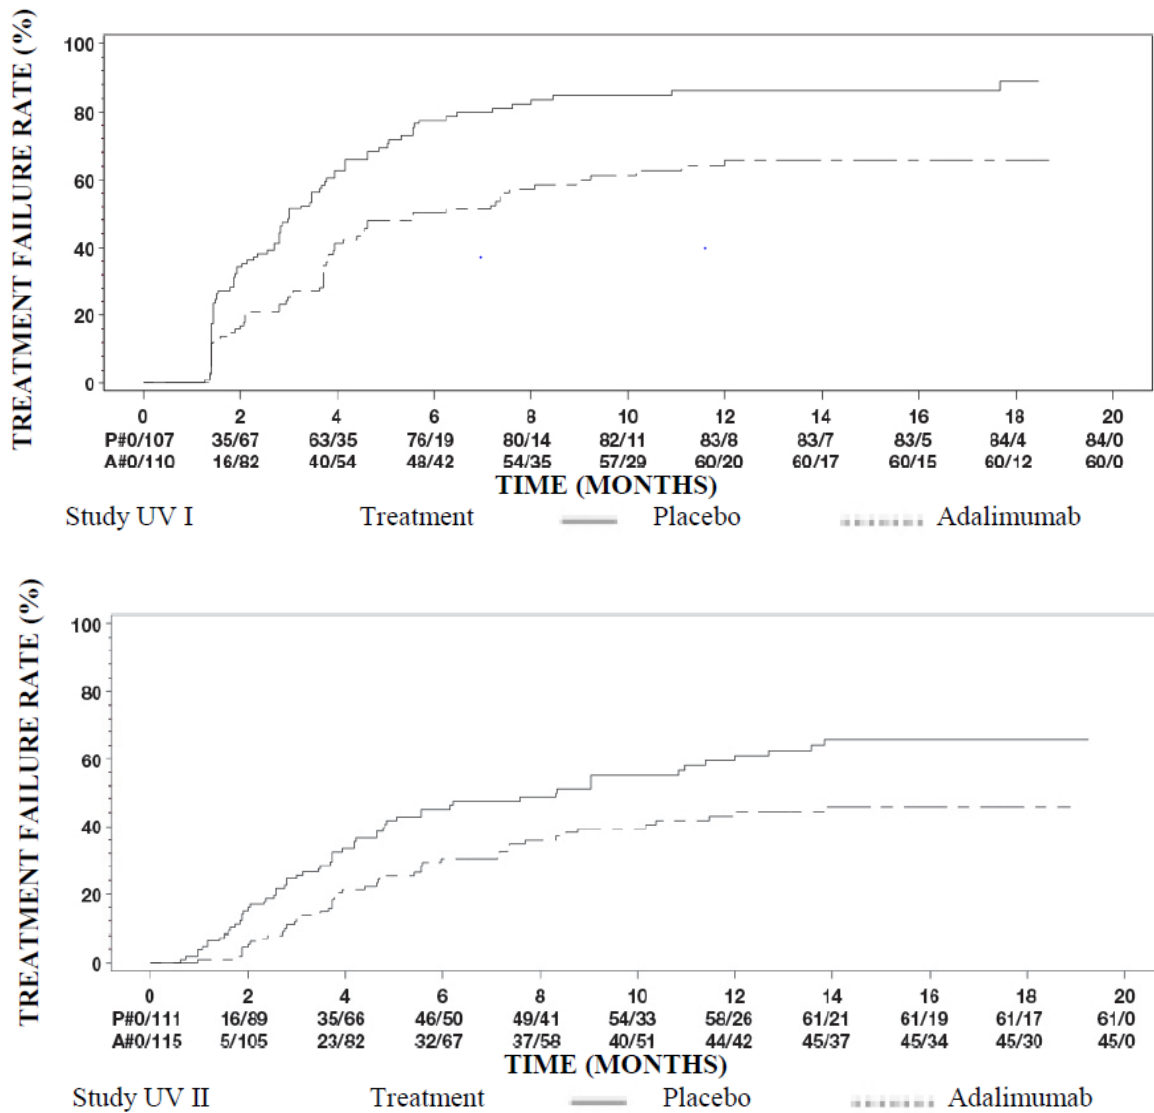 TREATMENT FAILURE RATE (%)
100
80
60
40
20
0
0 2 4 6 8 10 12 14 16 18 20
P#0/107 35/67 63/35 76/19 80/14 82/11 83/8 83/7 83/5 84/4 84/0
A#0/110 16/82 40/54 48/42 54/35 57/29 60/20 60/17 60/15 60/12 60/0
TIME (MONTHS)
Study UV I Treatment Placebo Adalimumab
TREATMENT FAILURE RATE (%)
100
80
60
40
20
0
0 2 4 6 8 10 12 14 16 18 20
P#0/111 16/89 35/66 46/50 49/41 54/33 58/26 61/21 61/19 61/17 61/0
A#0/115 5/105 23/82 32/67 37/58 40/51 44/42 45/37 45/34 45/30 45/0
TIME (MONTHS)
Study UV II Treatment Placebo Adalimumab